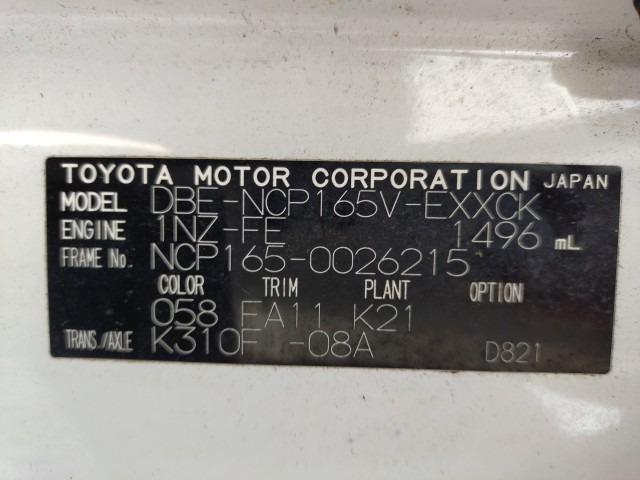 TOYOTA MOTOR CORPORATION JAPAN
MODEL DBE-NCP165V-EXXCK
ENGINE 1NZ-FE 1496 mL
FRAME No. NCP165-0026215
COLOR TRIM PLANT OPTION
058 FA11 K21
TRANS./AXLE K310F -08A D821